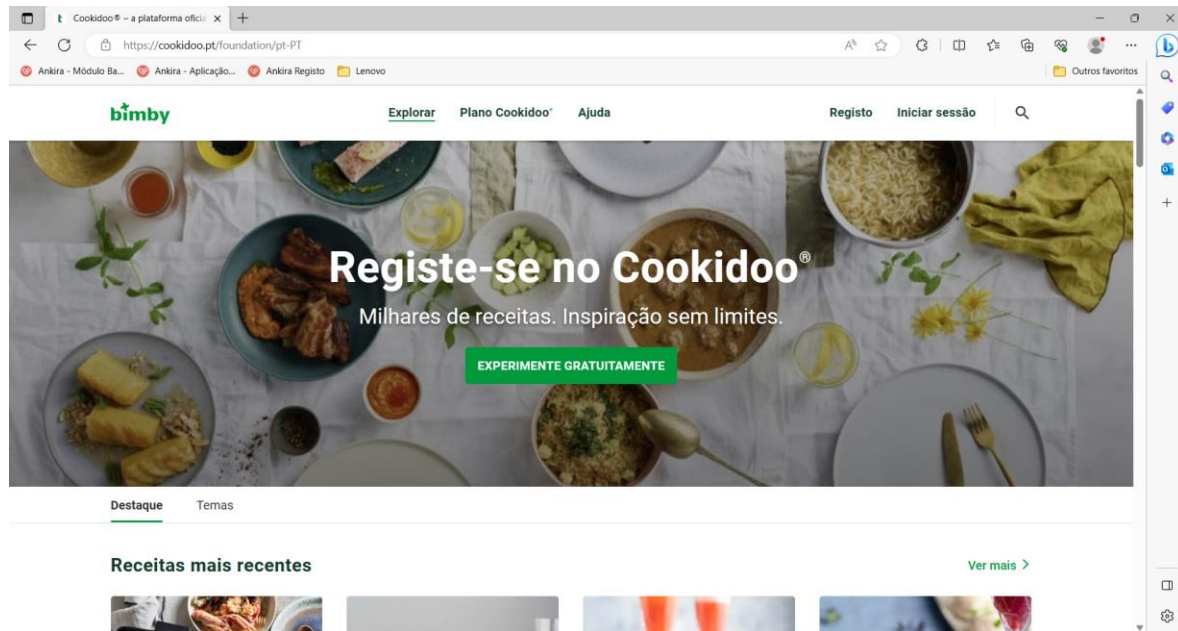 Cookidoo® – a plataforma oficia
https://cookidoo.pt/foundation/pt-PT
Ankira - Módulo Ba...
Ankira - Aplicação...
Ankira Registo
Lenovo
Outros favoritos
bimby
Explorar
Plano Cookidoo®
Ajuda
Registo
Iniciar sessão
Registe-se no Cookidoo®
Milhares de receitas. Inspiração sem limites.
EXPERIMENTE GRATUITAMENTE
Destaque
Temas
Receitas mais recentes
Ver mais >